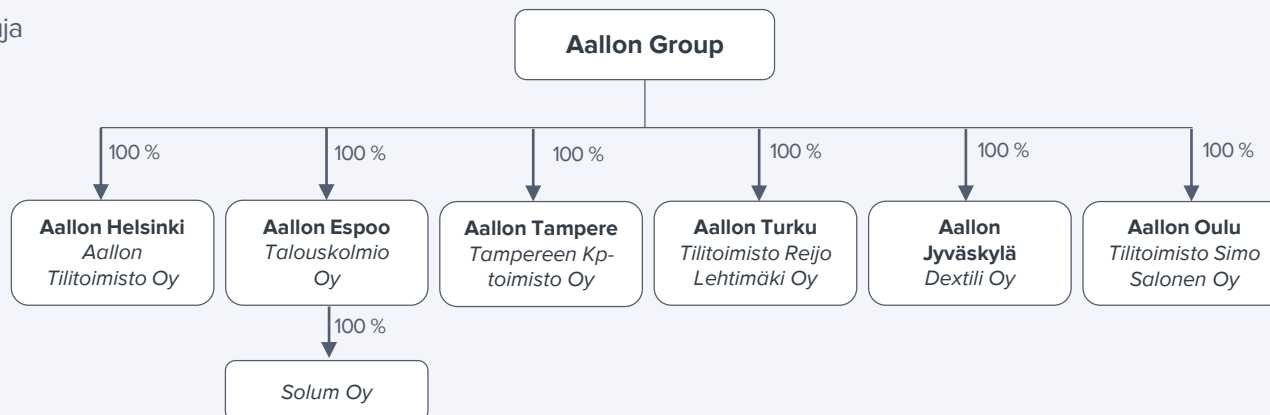 Aallon Group
100 %
100 %
100 %
100 %
100 %
100 %
Aallon Helsinki
Aallon
Tilitoimisto Oy
Aallon Espoo
Talouskolmio
Oy
Aallon Tampere
Tampereen Kp-
toimisto Oy
Aallon Turku
Tilitoimisto Reijo
Lehtimäki Oy
Aallon
Jyväskylä
Dextili Oy
Aallon Oulu
Tilitoimisto Simo
Salonen Oy
100 %
Solum Oy